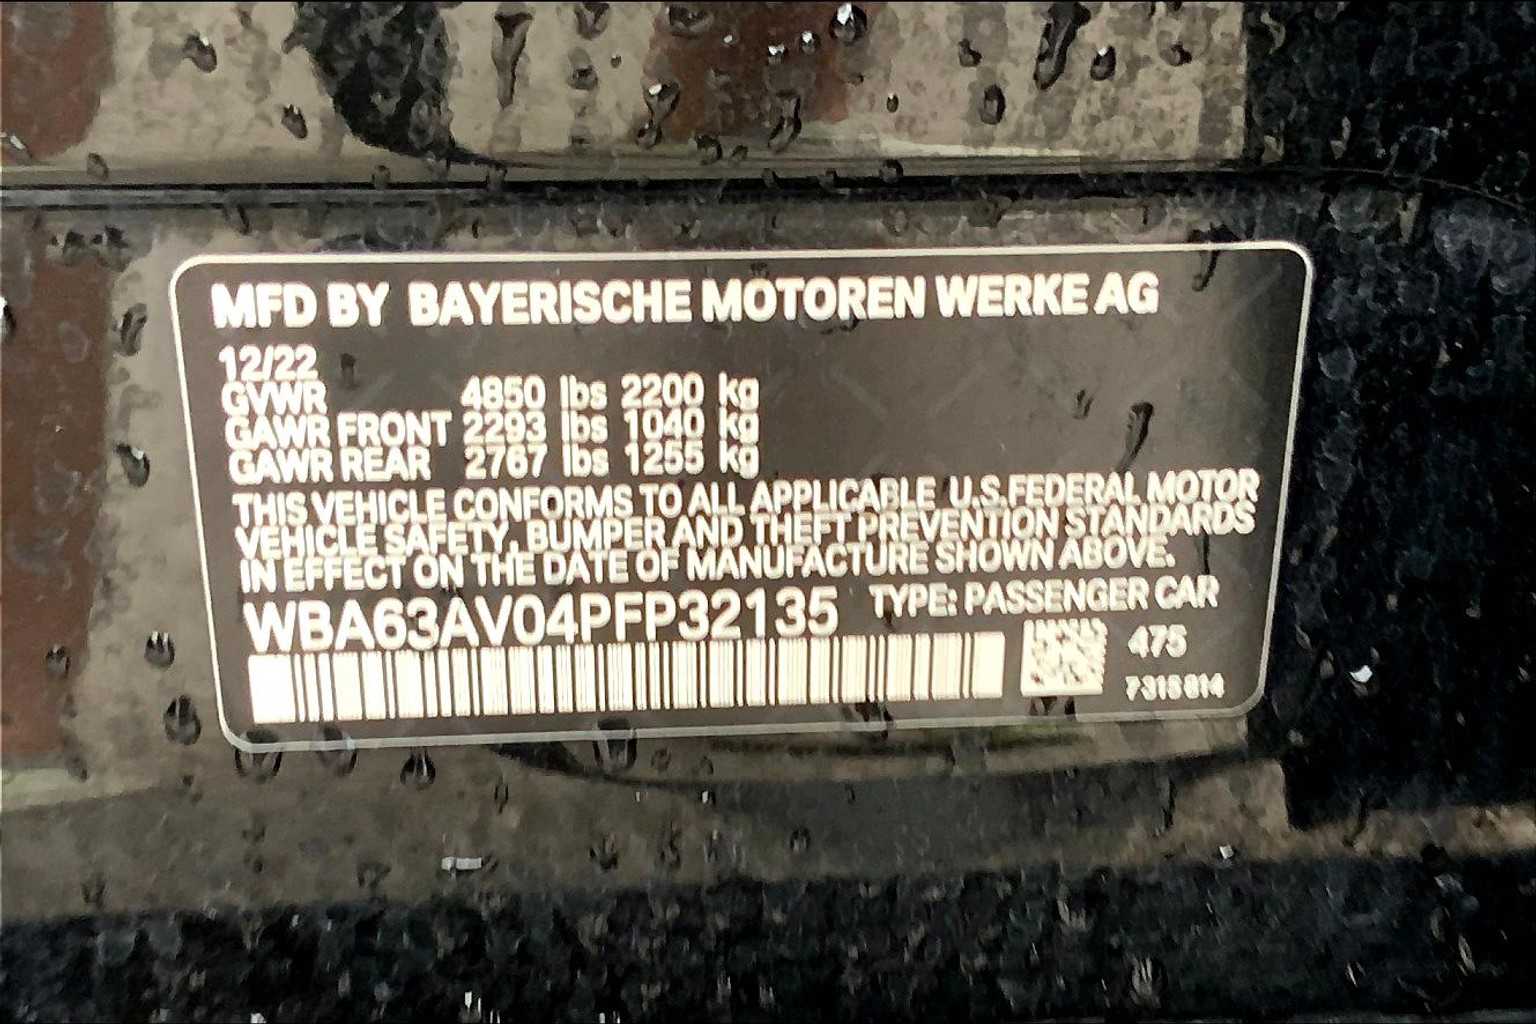 MFD BY BAYERISCHE MOTOREN WERKE AG
12/22
GVWR 4850 lbs 2200 kg
GAWR FRONT 2293 lbs 1040 kg
GAWR REAR 2767 lbs 1255 kg
THIS VEHICLE CONFORMS TO ALL APPLICABLE U.S.FEDERAL MOTOR
VEHICLE SAFETY, BUMPER AND THEFT PREVENTION STANDARDS
IN EFFECT ON THE DATE OF MANUFACTURE SHOWN ABOVE.
WBA63AV04PFP32135 TYPE: PASSENGER CAR
475
7315814